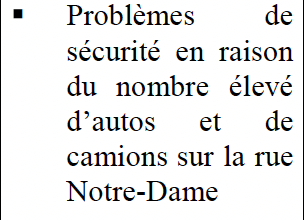 ▪ Problèmes de
sécurité en raison
du nombre élevé
d’autos et de
camions sur la rue
Notre-Dame